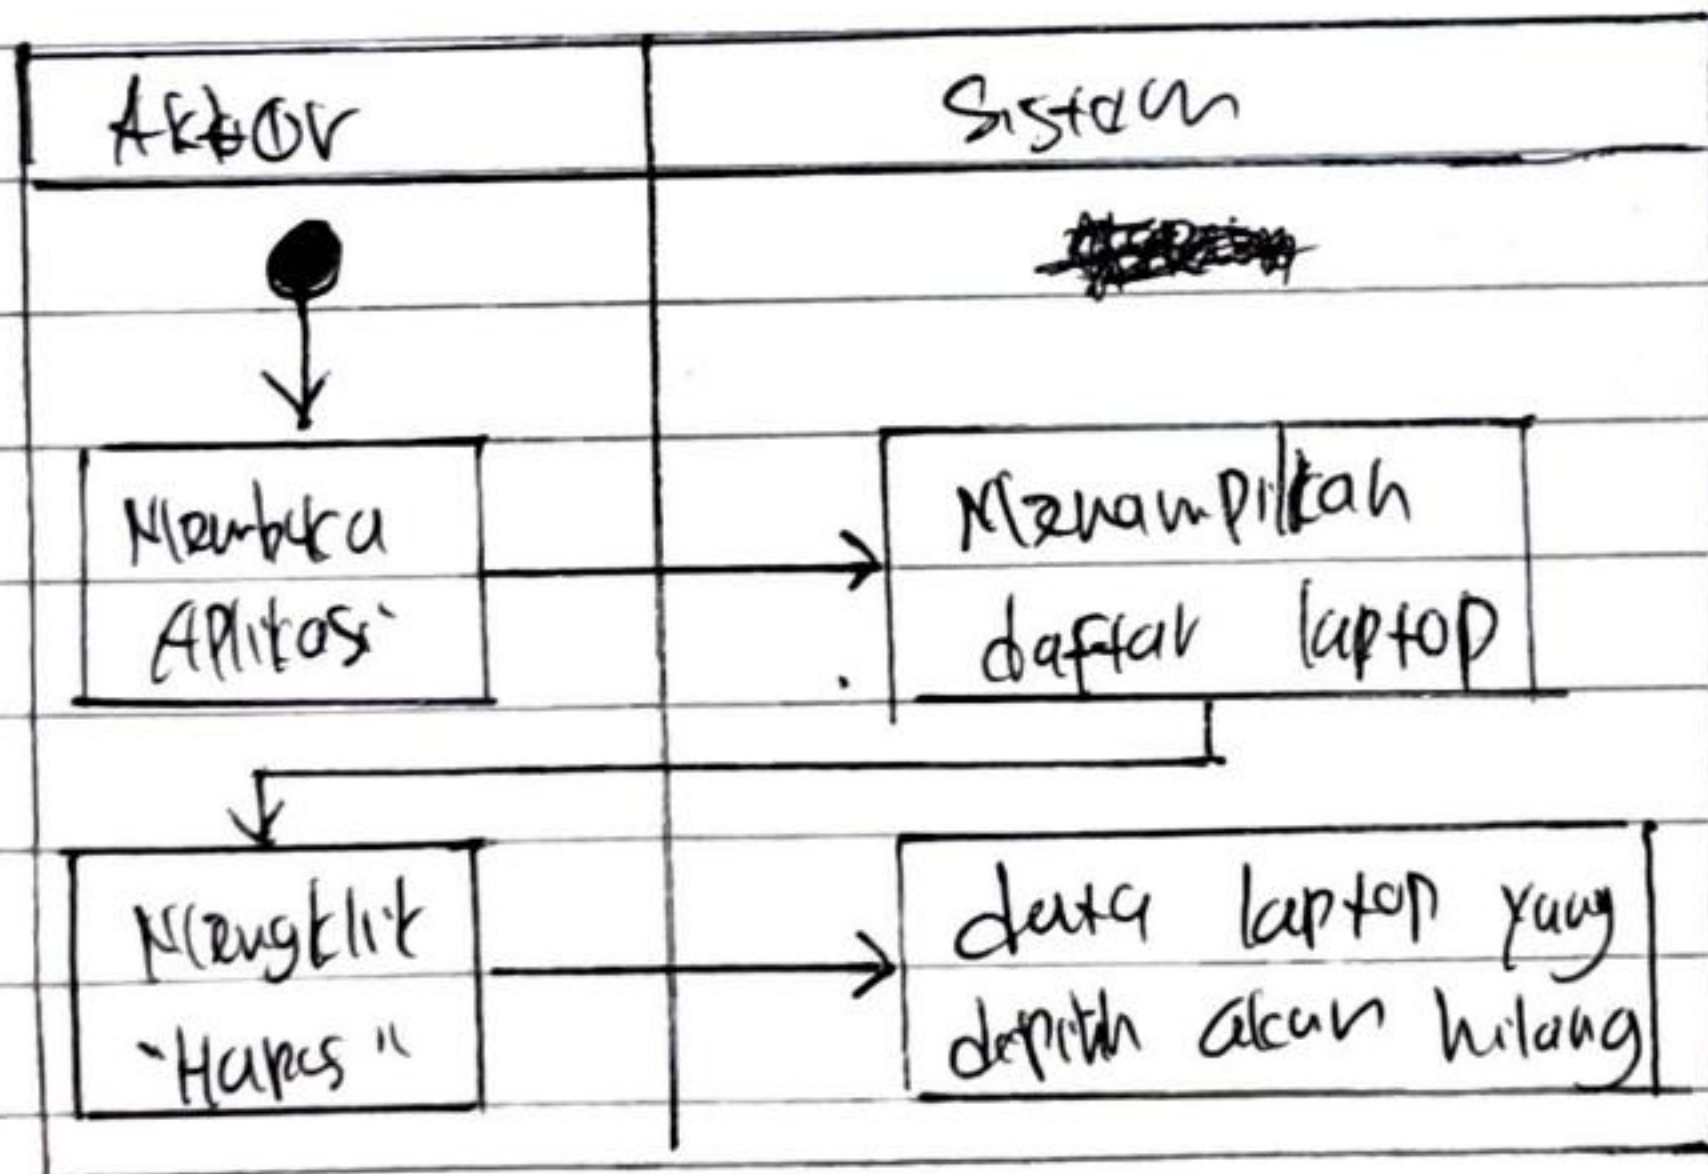 Aktor
Sistem
Membuka
Aplikasi
Menampilkan
daftar laptop
Mengklik
"Hapus"
data laptop yang
dipilih akan hilang